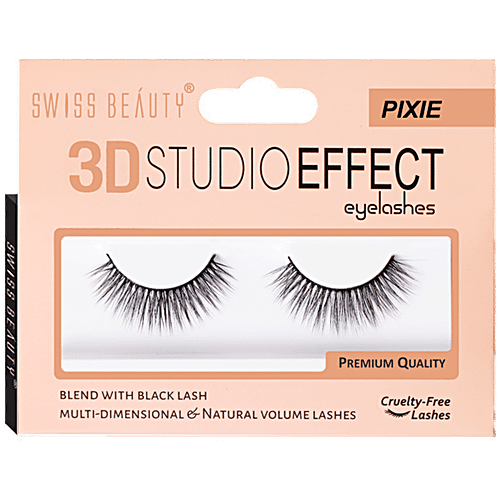 SWISS BEÁUTY®
PIXIE
3D STUDIO EFFECT
eyelashes
SWISS BEAUTY
PREMIUM QUALITY
BLEND WITH BLACK LASH
MULTI-DIMENSIONAL & NATURAL VOLUME LASHES
Cruelty-Free
Lashes